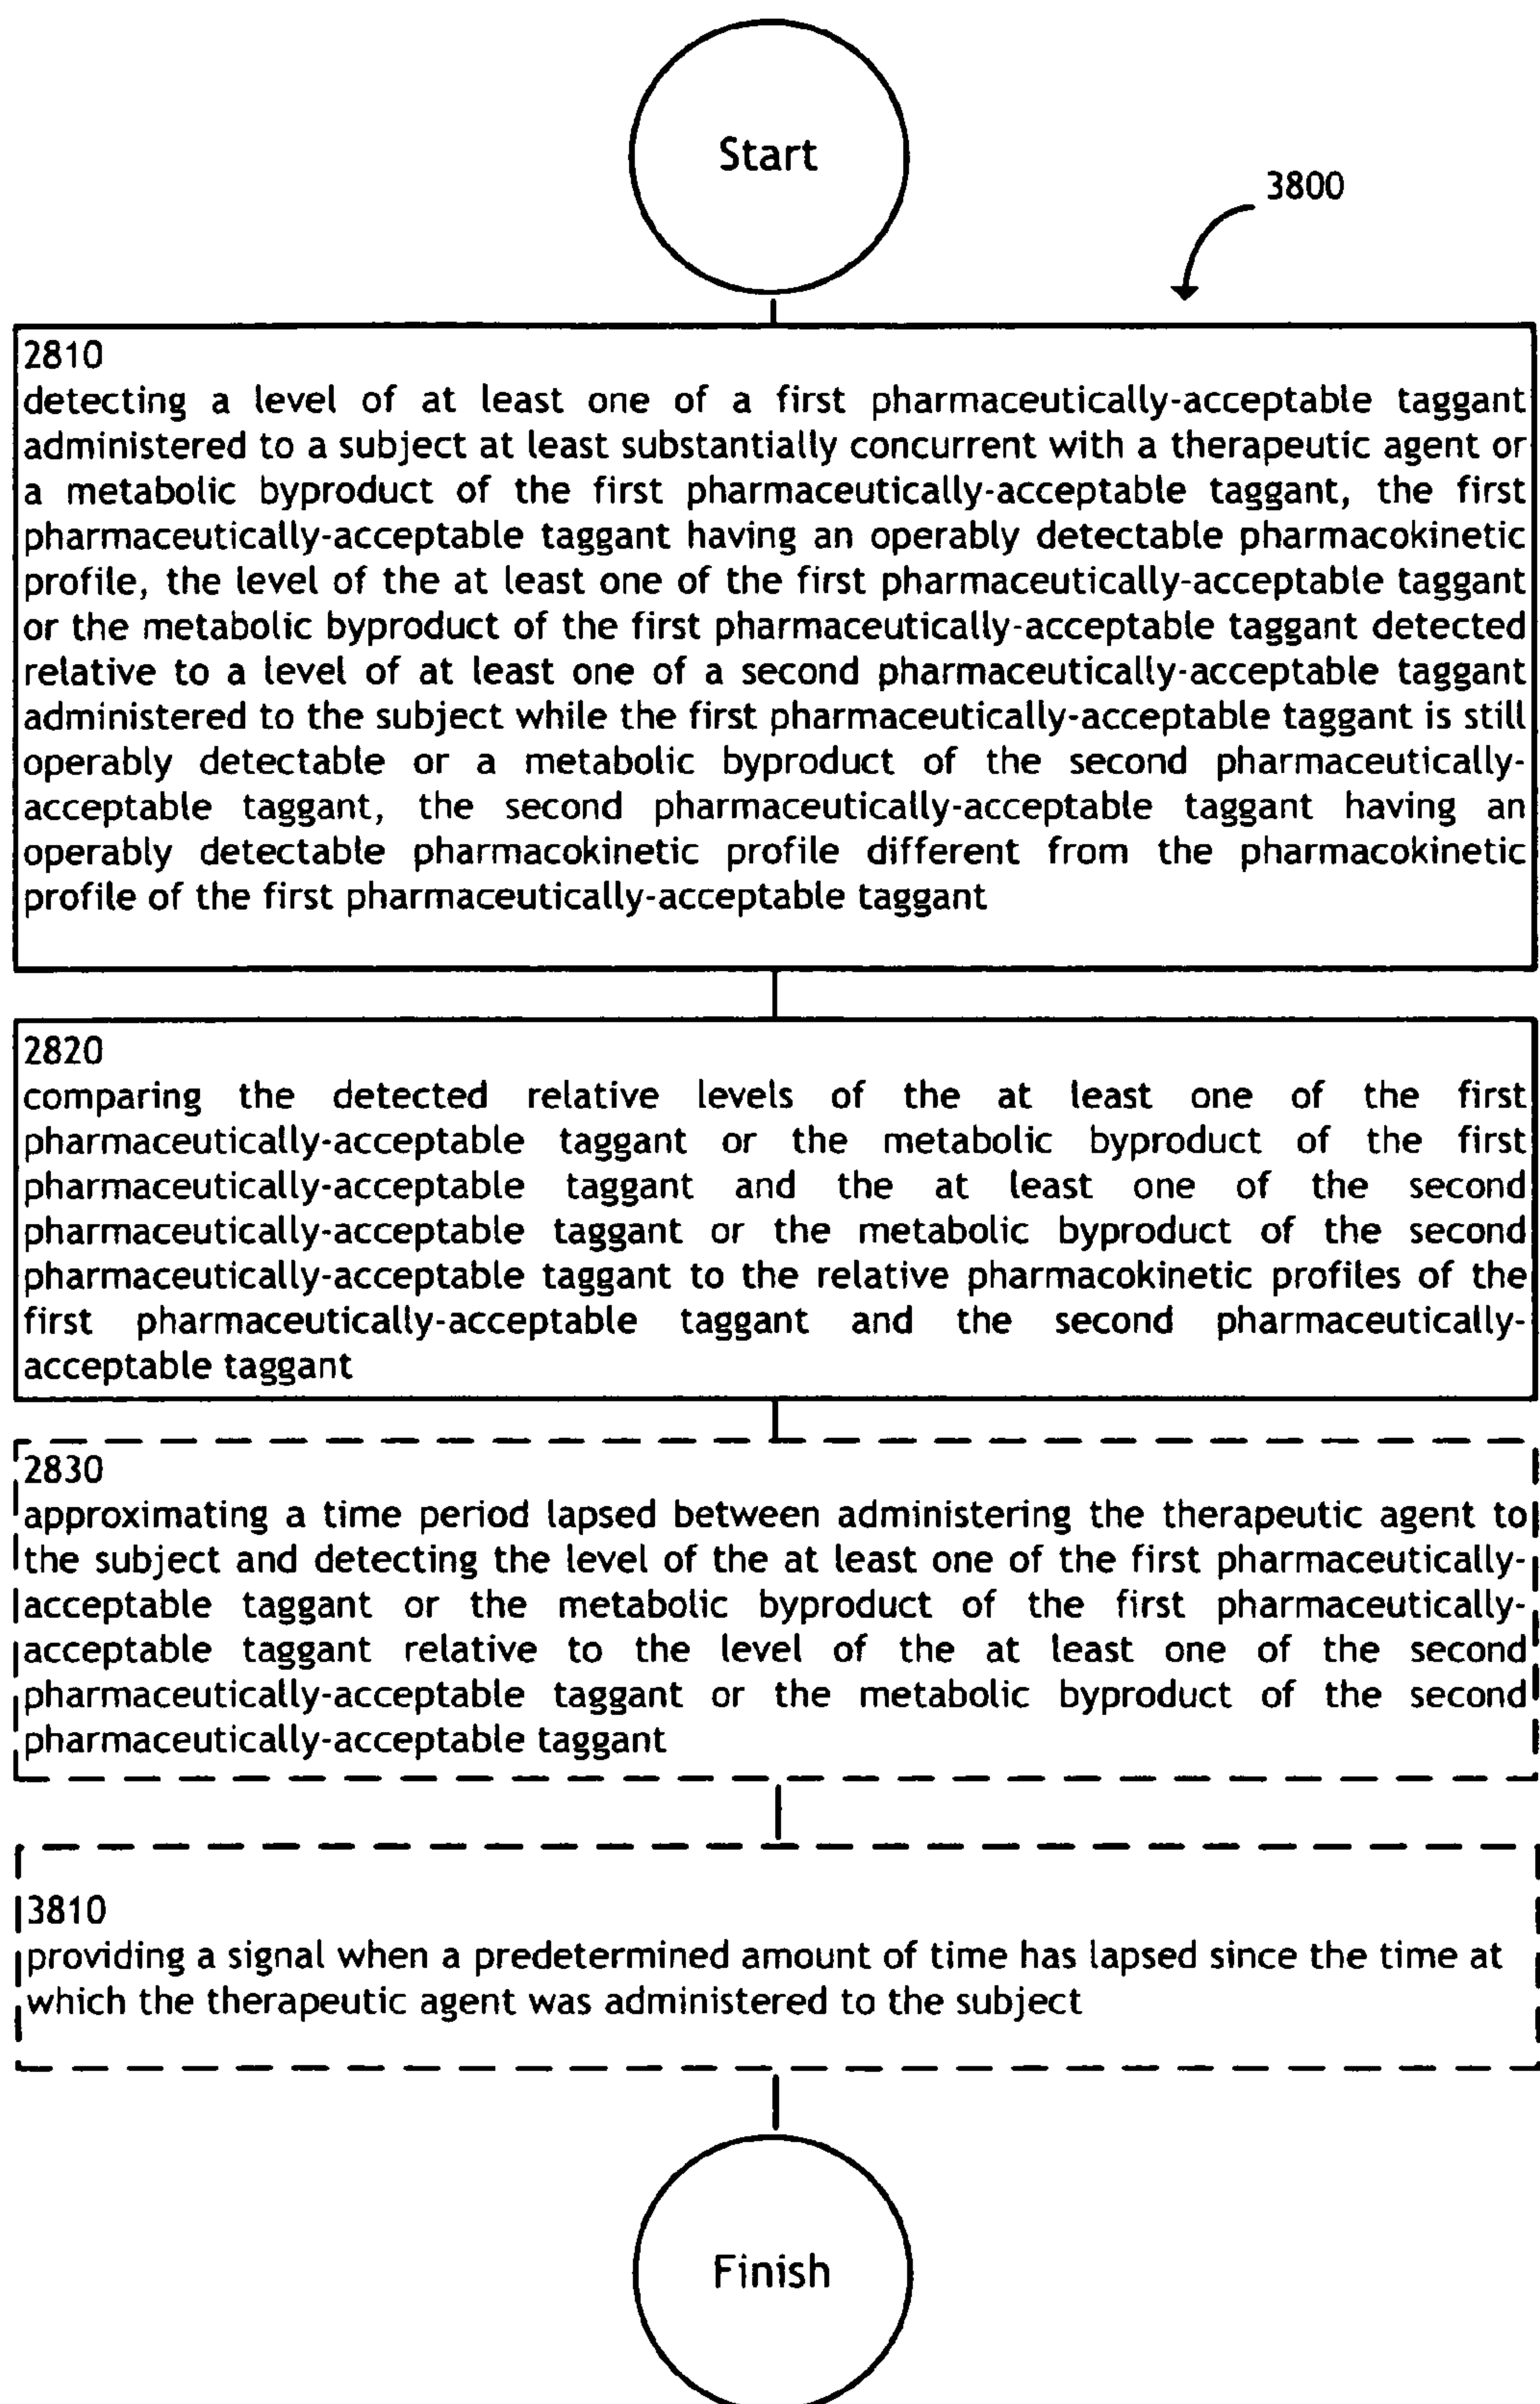 Start
3800
2810
detecting a level of at least one of a first pharmaceutically-acceptable taggant
administered to a subject at least substantially concurrent with a therapeutic agent or
a metabolic byproduct of the first pharmaceutically-acceptable taggant, the first
pharmaceutically-acceptable taggant having an operably detectable pharmacokinetic
profile, the level of the at least one of the first pharmaceutically-acceptable taggant
or the metabolic byproduct of the first pharmaceutically-acceptable taggant detected
relative to a level of at least one of a second pharmaceutically-acceptable taggant
administered to the subject while the first pharmaceutically-acceptable taggant is still
operably detectable or a metabolic byproduct of the second pharmaceutically-
acceptable taggant, the second pharmaceutically-acceptable taggant having an
operably detectable pharmacokinetic profile different from the pharmacokinetic
profile of the first pharmaceutically-acceptable taggant
2820
comparing the detected relative levels of the at least one of the first
pharmaceutically-acceptable taggant or the metabolic byproduct of the first
pharmaceutically-acceptable taggant and the at least one of the second
pharmaceutically-acceptable taggant or the metabolic byproduct of the second
pharmaceutically-acceptable taggant to the relative pharmacokinetic profiles of the
first pharmaceutically-acceptable taggant and the second pharmaceutically-
acceptable taggant
2830
approximating a time period lapsed between administering the therapeutic agent to
the subject and detecting the level of the at least one of the first pharmaceutically-
acceptable taggant or the metabolic byproduct of the first pharmaceutically-
acceptable taggant relative to the level of the at least one of the second
pharmaceutically-acceptable taggant or the metabolic byproduct of the second
pharmaceutically-acceptable taggant
3810
providing a signal when a predetermined amount of time has lapsed since the time at
which the therapeutic agent was administered to the subject
Finish